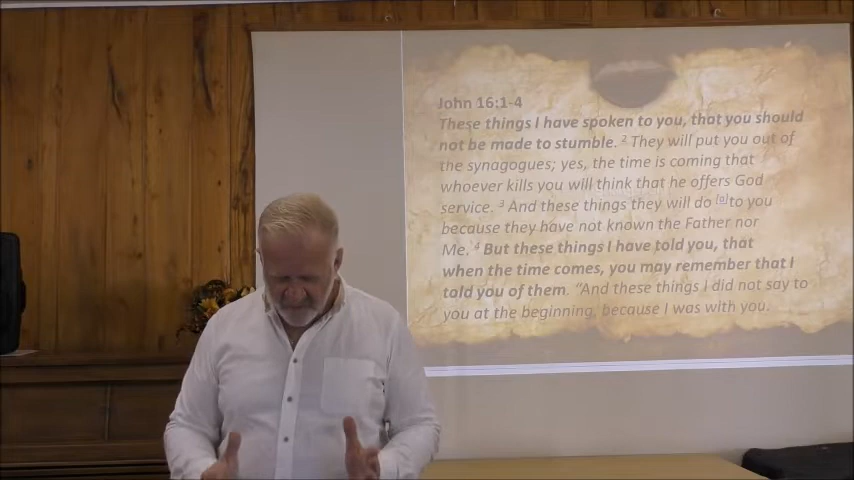 John 16:1-4
These things I have spoken to you, that you should
not be made to stumble. ² They will put you out of
the synagogues; yes, the time is coming that
whoever kills you will think that he offers God
service. ³ And these things they will do [a]to you
because they have not known the Father nor
Me. ⁴ But these things I have told you, that
when the time comes, you may remember that I
told you of them. “And these things I did not say to
you at the beginning, because I was with you.